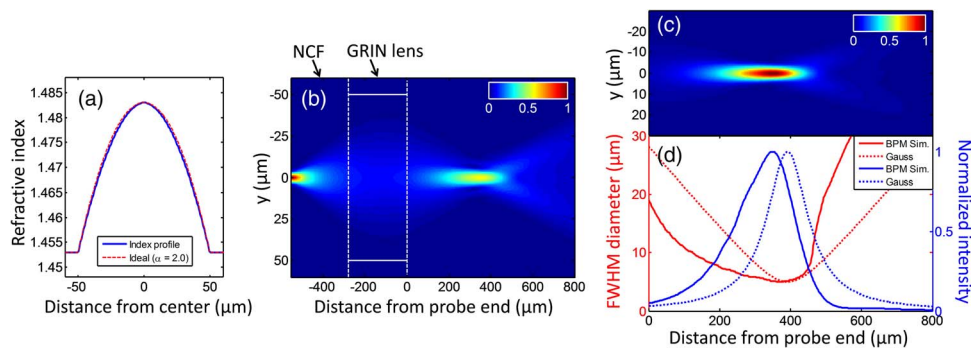 (a)
Refractive index
1.485
1.48
1.475
1.47
1.465
1.46
1.455
1.45
Index profile
Ideal (α = 2.0)
-50
0
50
Distance from center (µm)
NCF
GRIN lens
(b)
0
0.5
1
y (µm)
-50
-25
0
25
50
-400
-200
0
200
400
600
800
Distance from probe end (µm)
(c)
0
0.5
1
y (µm)
-20
-10
0
10
20
(d)
BPM Sim.
Gauss
BPM Sim.
Gauss
FWHM diameter (µm)
30
20
10
0
Normalized intensity
1
0.5
0
0
200
400
600
800
Distance from probe end (µm)